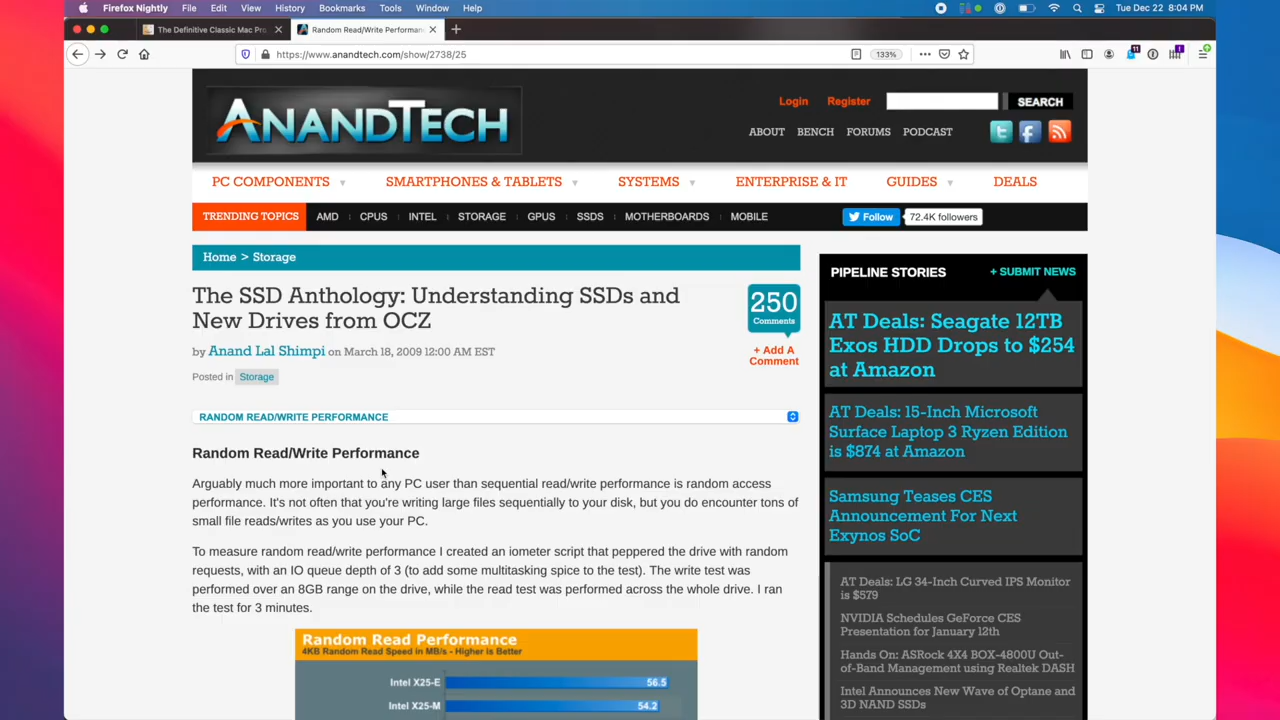 Firefox Nightly File Edit View History Bookmarks Tools Window Help Tue Dec 22 8:04 PM
The Definitive Classic Mac Pro
Random Read/Write Performan
https://www.anandtech.com/show/2738/25
133%
11
1
ANANDTECH
Login Register SEARCH
ABOUT BENCH FORUMS PODCAST
PC COMPONENTS SMARTPHONES & TABLETS SYSTEMS ENTERPRISE & IT GUIDES DEALS
TRENDING TOPICS AMD CPUS INTEL STORAGE GPUS SSDS MOTHERBOARDS MOBILE
Follow 72.4K followers
Home > Storage
The SSD Anthology: Understanding SSDs and
New Drives from OCZ
250
Comments
+ Add A
Comment
by Anand Lal Shimpi on March 18, 2009 12:00 AM EST
Posted in Storage
RANDOM READ/WRITE PERFORMANCE
Random Read/Write Performance
Arguably much more important to any PC user than sequential read/write performance is random access
performance. It's not often that you're writing large files sequentially to your disk, but you do encounter tons of
small file reads/writes as you use your PC.
To measure random read/write performance I created an iometer script that peppered the drive with random
requests, with an IO queue depth of 3 (to add some multitasking spice to the test). The write test was
performed over an 8GB range on the drive, while the read test was performed across the whole drive. I ran
the test for 3 minutes.
Random Read Performance
4KB Random Read Speed in MB/s - Higher is Better
Intel X25-E 56.5
Intel X25-M 54.2
PIPELINE STORIES + SUBMIT NEWS
AT Deals: Seagate 12TB
Exos HDD Drops to $254
at Amazon
AT Deals: 15-Inch Microsoft
Surface Laptop 3 Ryzen Edition
is $874 at Amazon
Samsung Teases CES
Announcement For Next
Exynos SoC
AT Deals: LG 34-Inch Curved IPS Monitor
is $579
NVIDIA Schedules GeForce CES
Presentation for January 12th
Hands On: ASRock 4X4 BOX-4800U Out-
of-Band Management using Realtek DASH
Intel Announces New Wave of Optane and
3D NAND SSDs